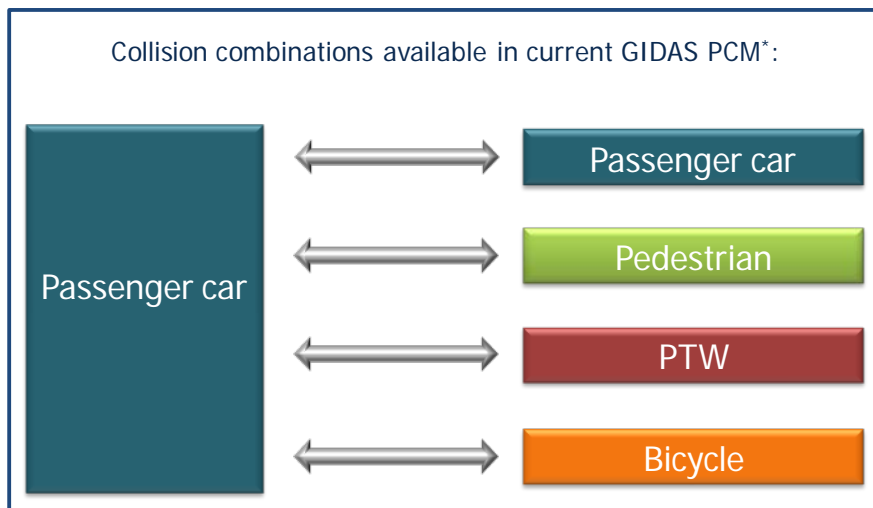 Collision combinations available in current GIDAS PCM*:
Passenger car
Passenger car
Pedestrian
PTW
Bicycle